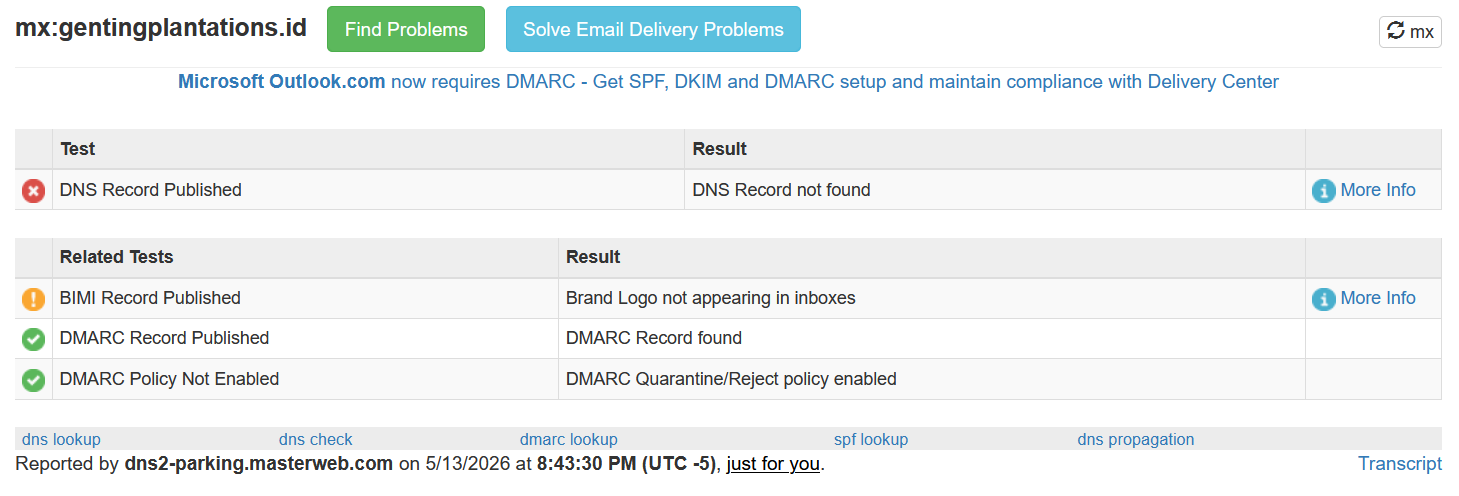 mx:gentingplantations.id Find Problems Solve Email Delivery Problems mx
Microsoft Outlook.com now requires DMARC - Get SPF, DKIM and DMARC setup and maintain compliance with Delivery Center
Test Result
DNS Record Published DNS Record not found More Info
Related Tests Result
BIMI Record Published Brand Logo not appearing in inboxes More Info
DMARC Record Published DMARC Record found
DMARC Policy Not Enabled DMARC Quarantine/Reject policy enabled
dns lookup dns check dmarc lookup spf lookup dns propagation
Reported by dns2-parking.masterweb.com on 5/13/2026 at 8:43:30 PM (UTC -5), just for you. Transcript